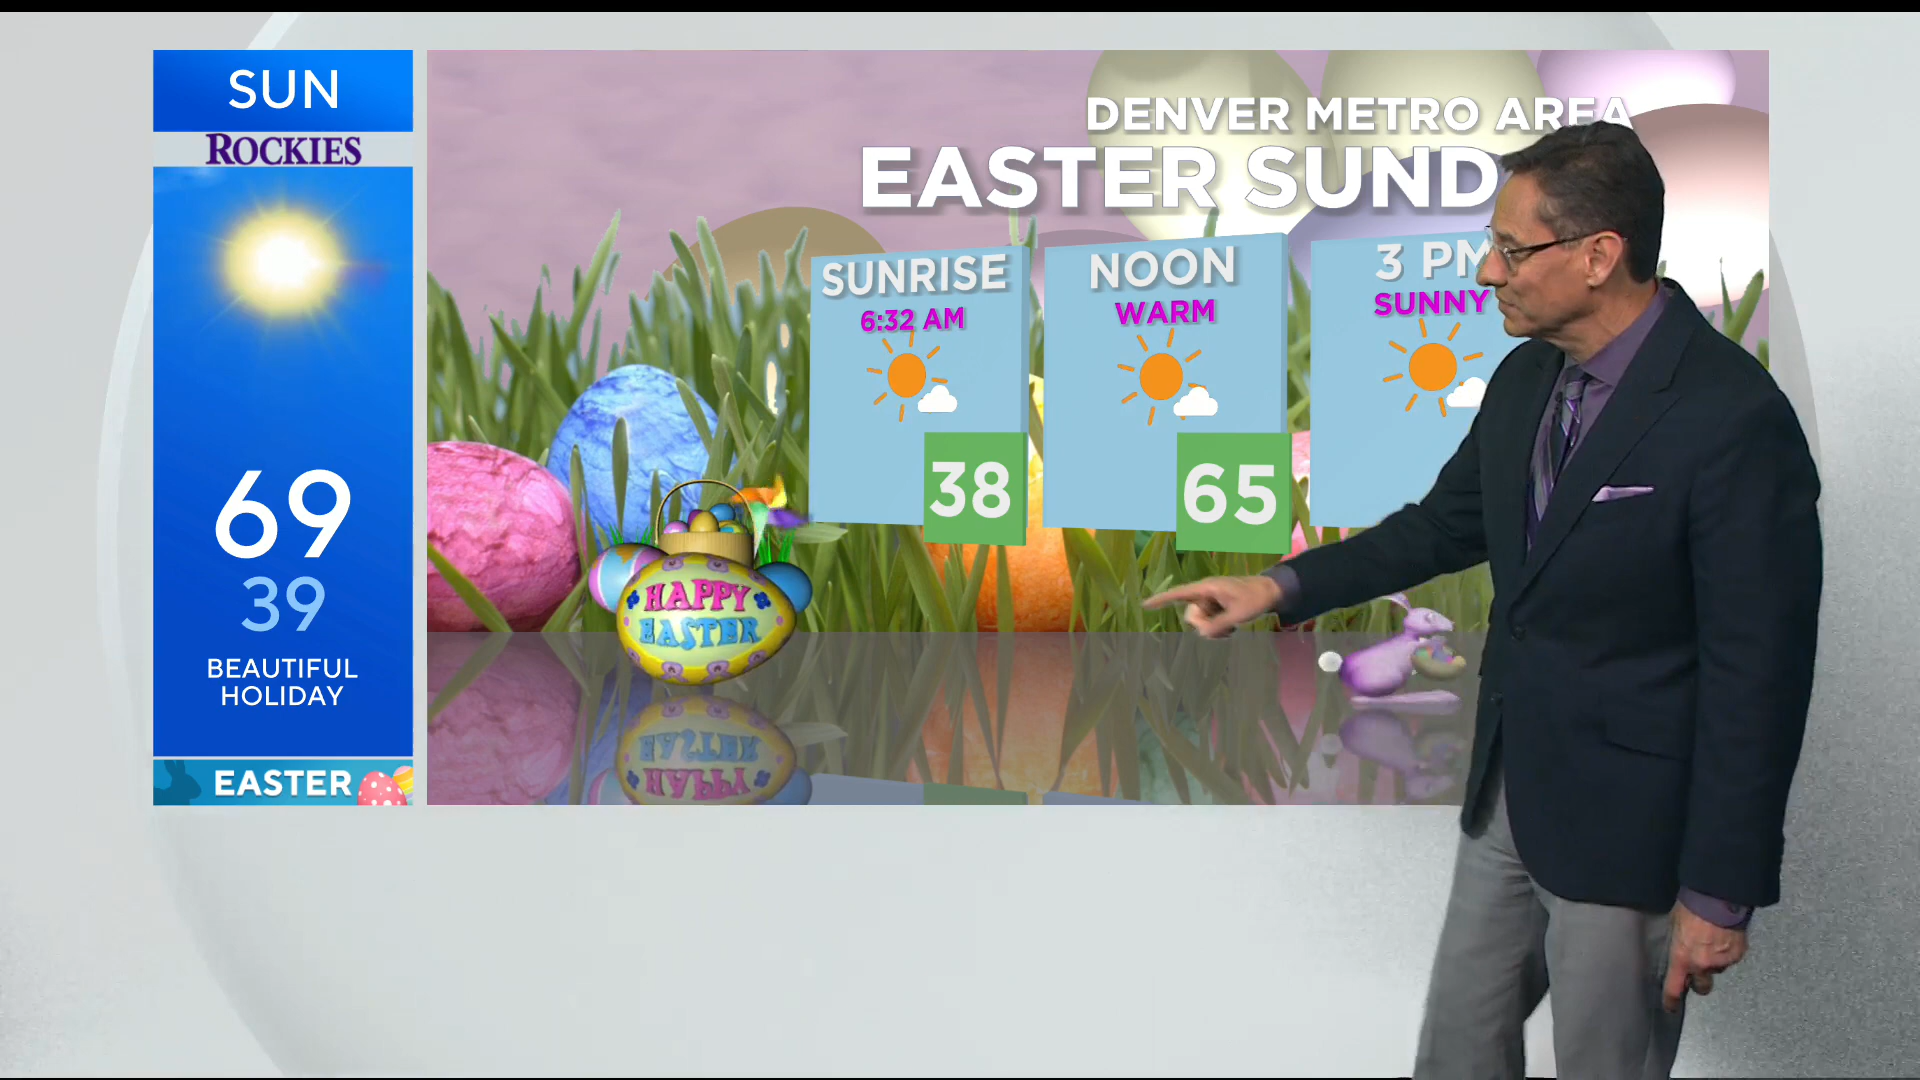 SUN
ROCKIES
69
39
BEAUTIFUL
HOLIDAY
EASTER
DENVER METRO AREA
EASTER SUND
SUNRISE
6:32 AM
38
NOON
WARM
65
3 PM
SUNNY
HAPPY
EASTER